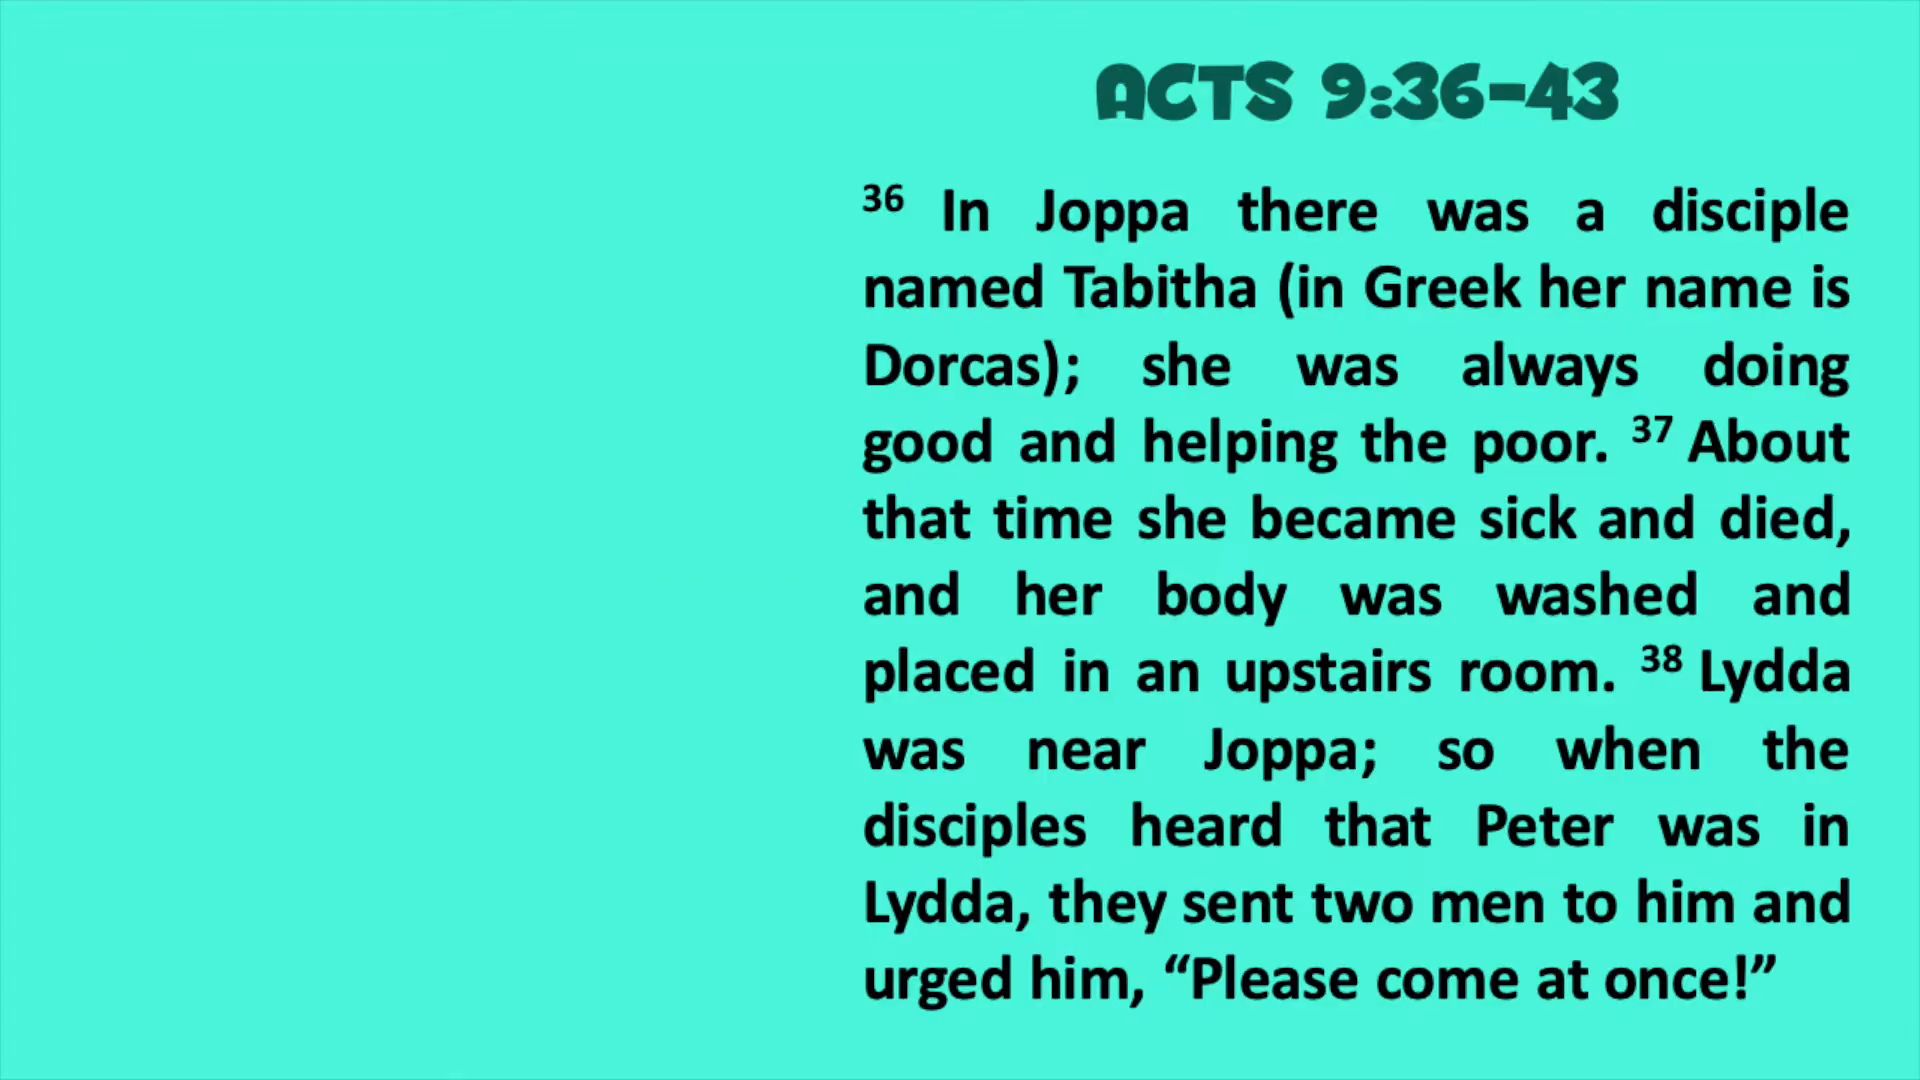 ACTS 9:36-43
36 In Joppa there was a disciple
named Tabitha (in Greek her name is
Dorcas); she was always doing
good and helping the poor. 37 About
that time she became sick and died,
and her body was washed and
placed in an upstairs room. 38 Lydda
was near Joppa; so when the
disciples heard that Peter was in
Lydda, they sent two men to him and
urged him, “Please come at once!”